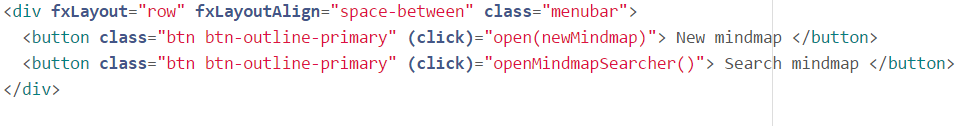 <div fxLayout="row" fxLayoutAlign="space-between" class="menubar">
  <button class="btn btn-outline-primary" (click)="open(newMindmap)"> New mindmap </button>
  <button class="btn btn-outline-primary" (click)="openMindmapSearcher()"> Search mindmap </button>
</div>